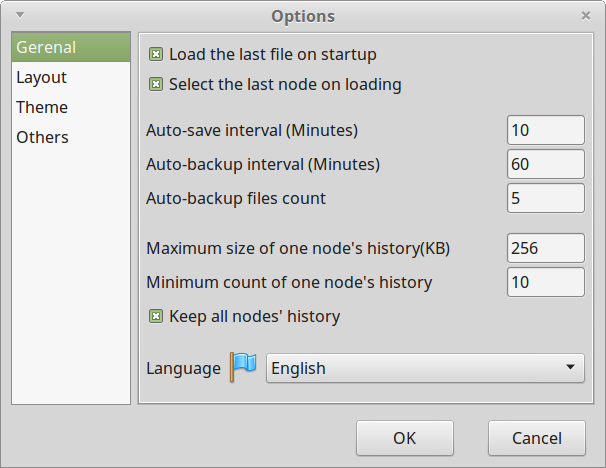 Options
Gerenal
Layout
Theme
Others
Load the last file on startup
Select the last node on loading
Auto-save interval (Minutes) 10
Auto-backup interval (Minutes) 60
Auto-backup files count 5
Maximum size of one node's history(KB) 256
Minimum count of one node's history 10
Keep all nodes' history
Language English
OK Cancel